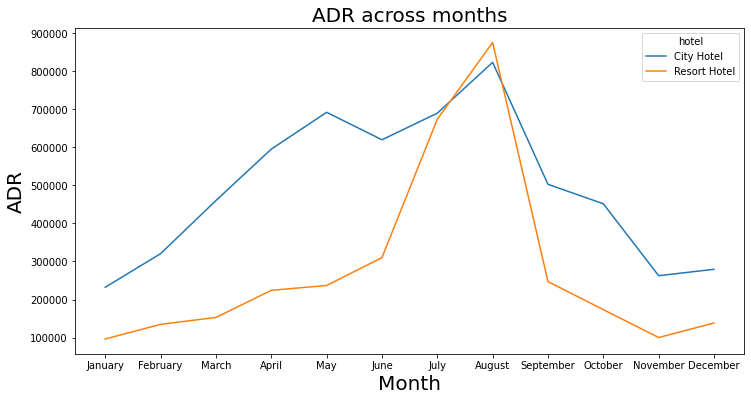 ADR across months
hotel
City Hotel
Resort Hotel
ADR
900000
800000
700000
600000
500000
400000
300000
200000
100000
January February March April May June July August September October November December
Month